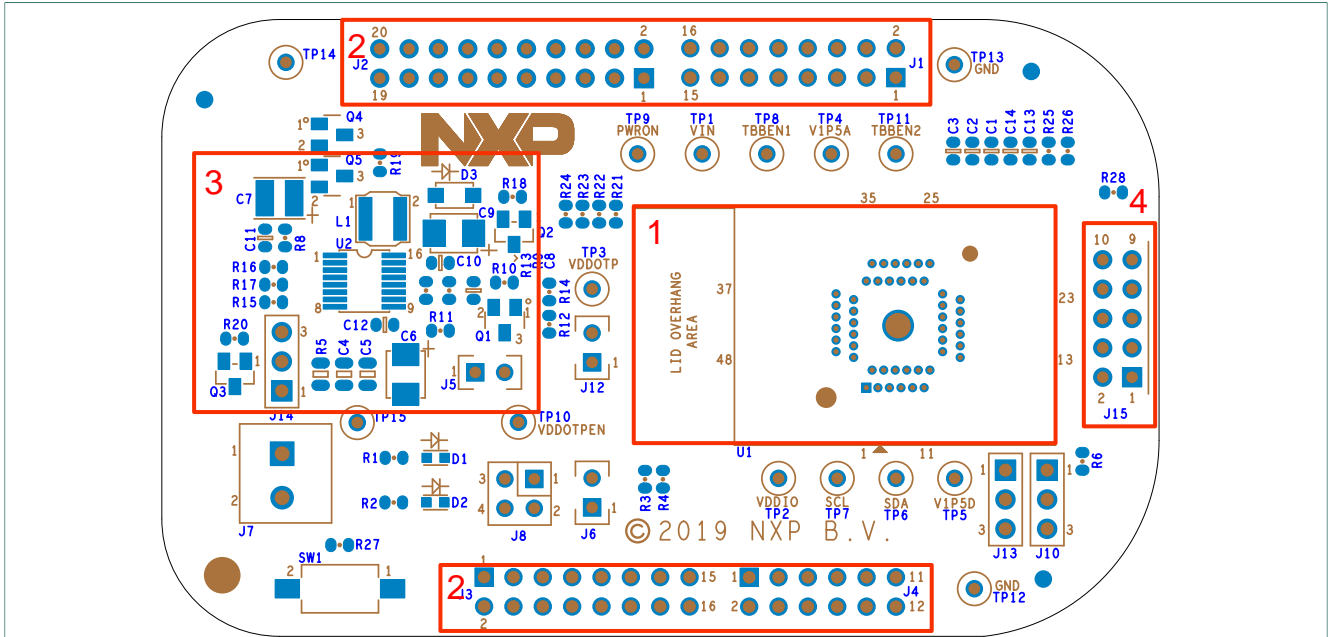 20 2 16 2
2
J2 J1
19 1 15 1
TP14 TP13
GND
Q4
1 3
2
Q5
1 3
2
R19
NXP
TP9 TP1 TP8 TP4 TP11
PWRON VIN TBBEN1 V1P5A TBBEN2
C3 C2 C1 C14 C13 R25 R26
3
C7
D3
R18
R24 R23 R22 R21
R28
35 25
4
1 L1 2
C9
Q2
1
C11 R8
U2
1 16
C10
R13 R9 C8
TP3
VDDOTP
10 9
R16
R17
R15
R10
R14
LID OVERHANG
AREA
37
23
8 9
2 1
C12 R11
Q1
3
R12
R20
3
C6
48
13
1
Q3
R5 C4 C5
1
J5
1
J12
2 1
J14
J15
TP15
TP10
VDDOTPEN
U1
1 11
1
2
J7
R1 D1
R2 D2
3 1
4 2
J8
1
J6
R3 R4
VDDIO SCL SDA V1P5D
TP2 TP7 TP6 TP5
1 1
3 3
J13 J10
R6
© 2019 NXP B.V.
R27
SW1
2 1
1 15 1 11
2
J3 J4
16 2 12
2
GND
TP12